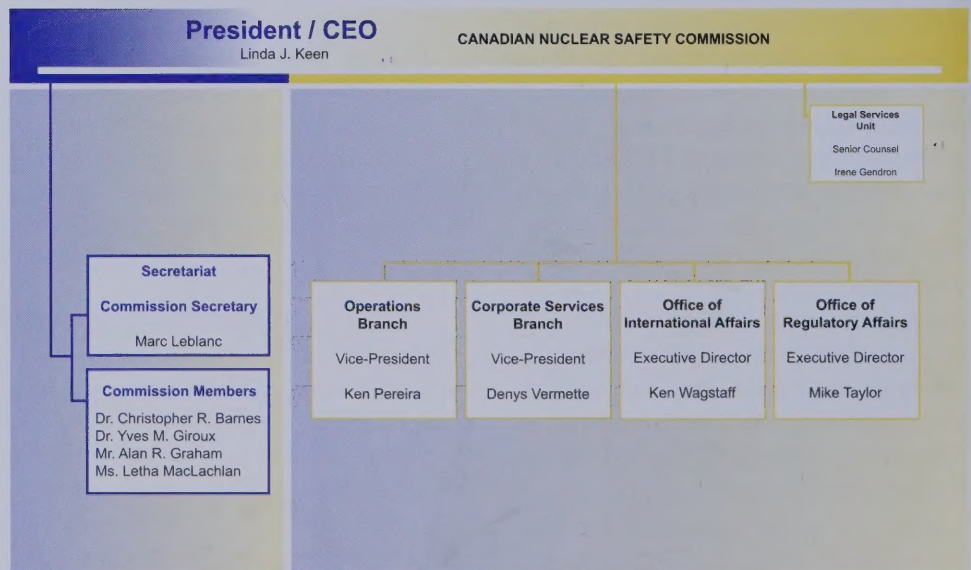 President / CEO
Linda J. Keen
CANADIAN NUCLEAR SAFETY COMMISSION
Legal Services
Unit
Senior Counsel
Irene Gendron
Secretariat
Commission Secretary
Marc Leblanc
Commission Members
Dr. Christopher R. Barnes
Dr. Yves M. Giroux
Mr. Alan R. Graham
Ms. Letha MacLachlan
Operations
Branch
Vice-President
Ken Pereira
Corporate Services
Branch
Vice-President
Denys Vermette
Office of
International Affairs
Executive Director
Ken Wagstaff
Office of
Regulatory Affairs
Executive Director
Mike Taylor